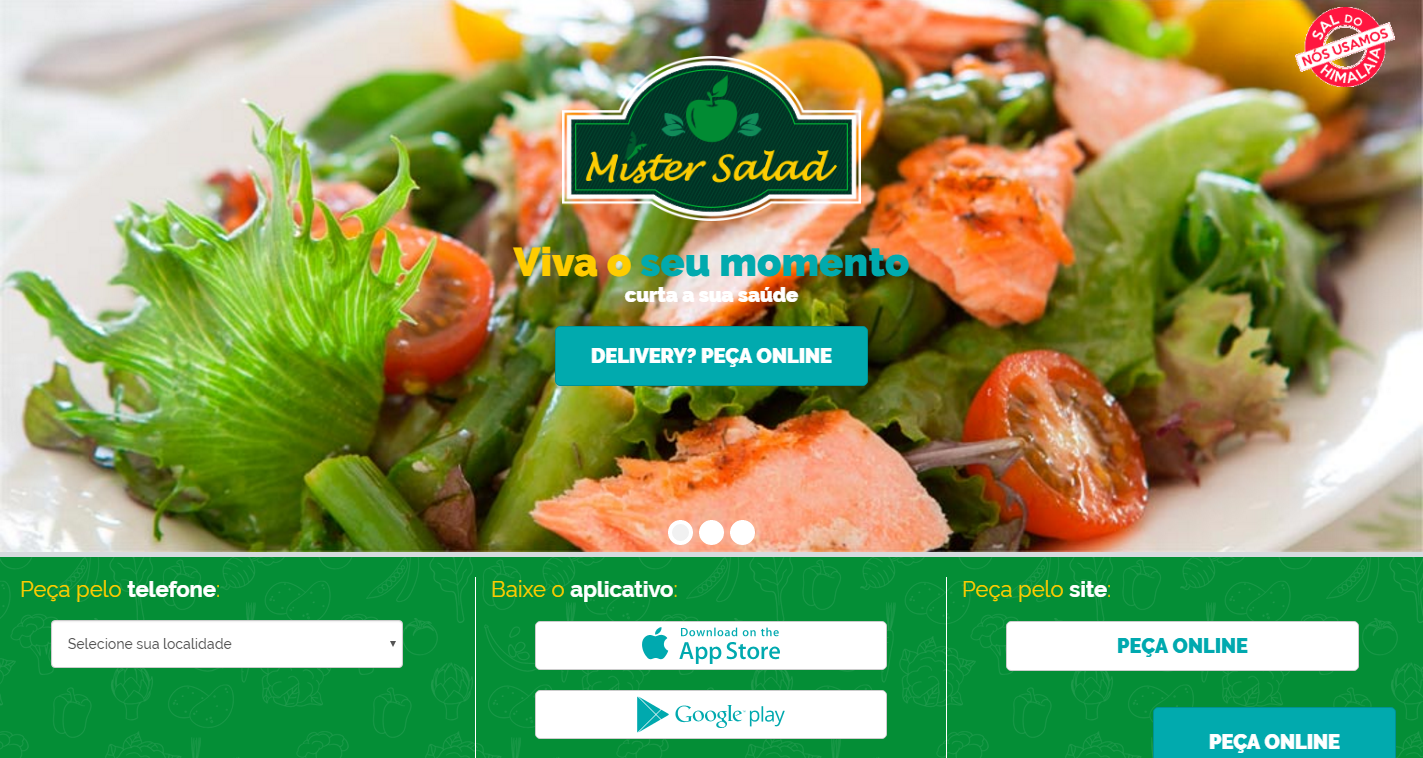 SAL DO
NÓS USAMOS
HIMALAIA
Mister Salad
Viva o seu momento
curta a sua saúde
DELIVERY? PEÇA ONLINE
Peça pelo telefone:
Selecione sua localidade
Baixe o aplicativo:
Download on the
App Store
Google play
Peça pelo site:
PEÇA ONLINE
PEÇA ONLINE